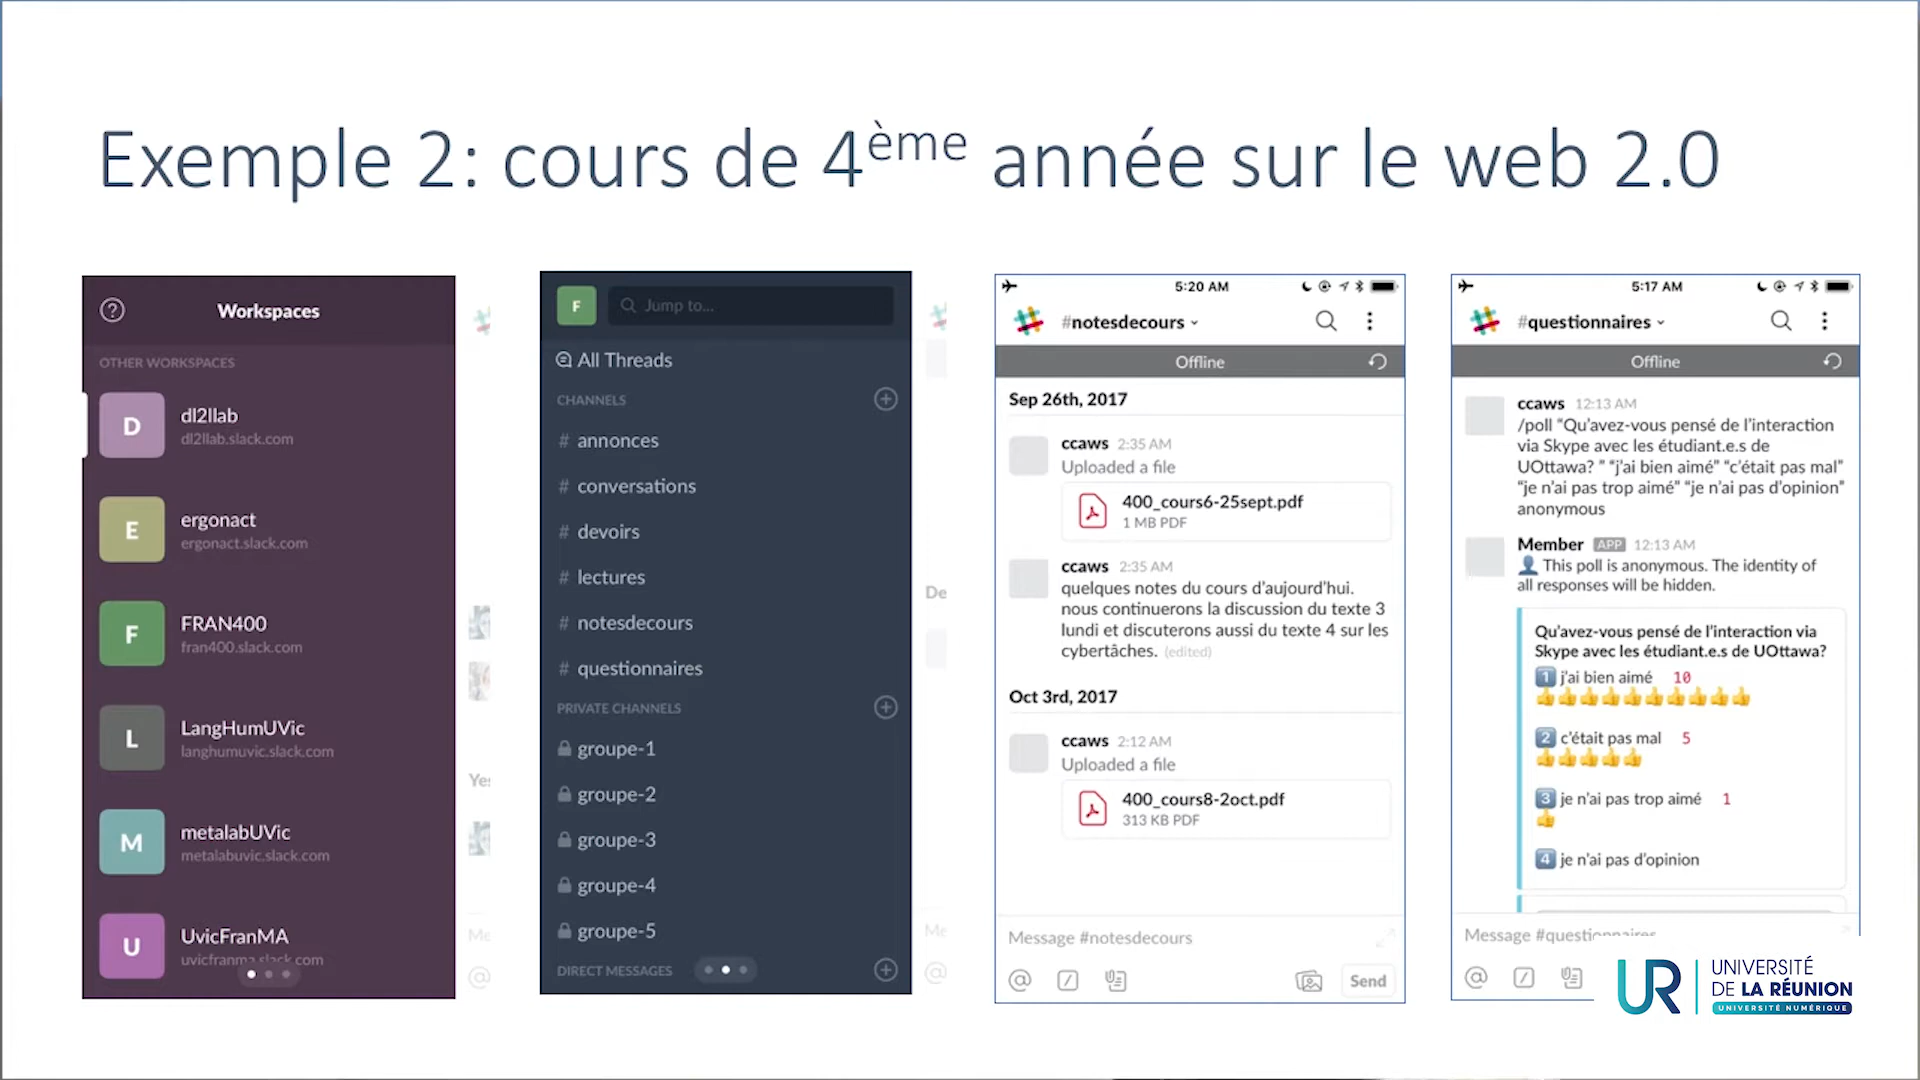 Exemple 2: cours de 4ème année sur le web 2.0
Workspaces
OTHER WORKSPACES
D
dl2llab
dl2llab.slack.com
E
ergonact
ergonact.slack.com
F
FRAN400
fran400.slack.com
L
LangHumUVic
langhumuvic.slack.com
M
metalabUVic
metalabuvic.slack.com
U
UvicFranMA
uvicfranma.slack.com
F
Jump to...
All Threads
CHANNELS
# annonces
# conversations
# devoirs
# lectures
# notesdecours
# questionnaires
PRIVATE CHANNELS
groupe-1
groupe-2
groupe-3
groupe-4
groupe-5
DIRECT MESSAGES
5:20 AM
#notesdecours
Offline
Sep 26th, 2017
ccaws 2:35 AM
Uploaded a file
400_cours6-25sept.pdf
1 MB PDF
ccaws 2:35 AM
quelques notes du cours d'aujourd'hui.
nous continuerons la discussion du texte 3
lundi et discuterons aussi du texte 4 sur les
cybertâches. (edited)
Oct 3rd, 2017
ccaws 2:12 AM
Uploaded a file
400_cours8-2oct.pdf
313 KB PDF
Message #notesdecours
Send
5:17 AM
#questionnaires
Offline
ccaws 12:13 AM
/poll "Qu'avez-vous pensé de l'interaction
via Skype avec les étudiant.e.s de
UOttawa? " "j'ai bien aimé" "c'était pas mal"
"je n'ai pas trop aimé" "je n'ai pas d'opinion"
anonymous
Member APP 12:13 AM
This poll is anonymous. The identity of
all responses will be hidden.
Qu'avez-vous pensé de l'interaction via
Skype avec les étudiant.e.s de UOttawa?
1 j'ai bien aimé 10
2 c'était pas mal 5
3 je n'ai pas trop aimé 1
4 je n'ai pas d'opinion
Message #questionnaires
UR
UNIVERSITÉ
DE LA RÉUNION
UNIVERSITÉ NUMÉRIQUE